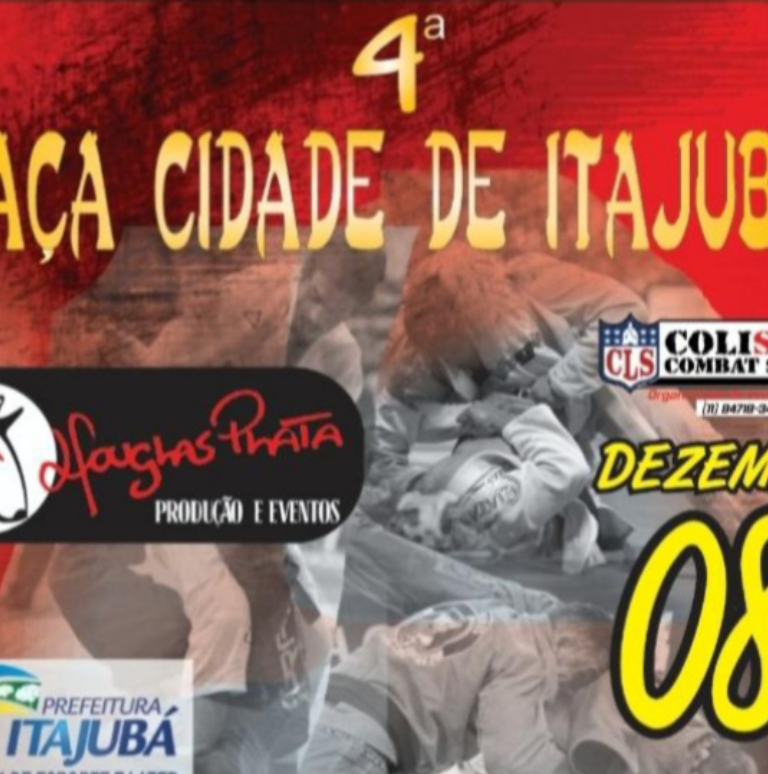 4ª
AÇA CIDADE DE ITAJUB
CLS
COLIS
COMBAT
Douglas Prata
PRODUÇÃO E EVENTOS
DEZEM
08
PREFEITURA
ITAJUBÁ